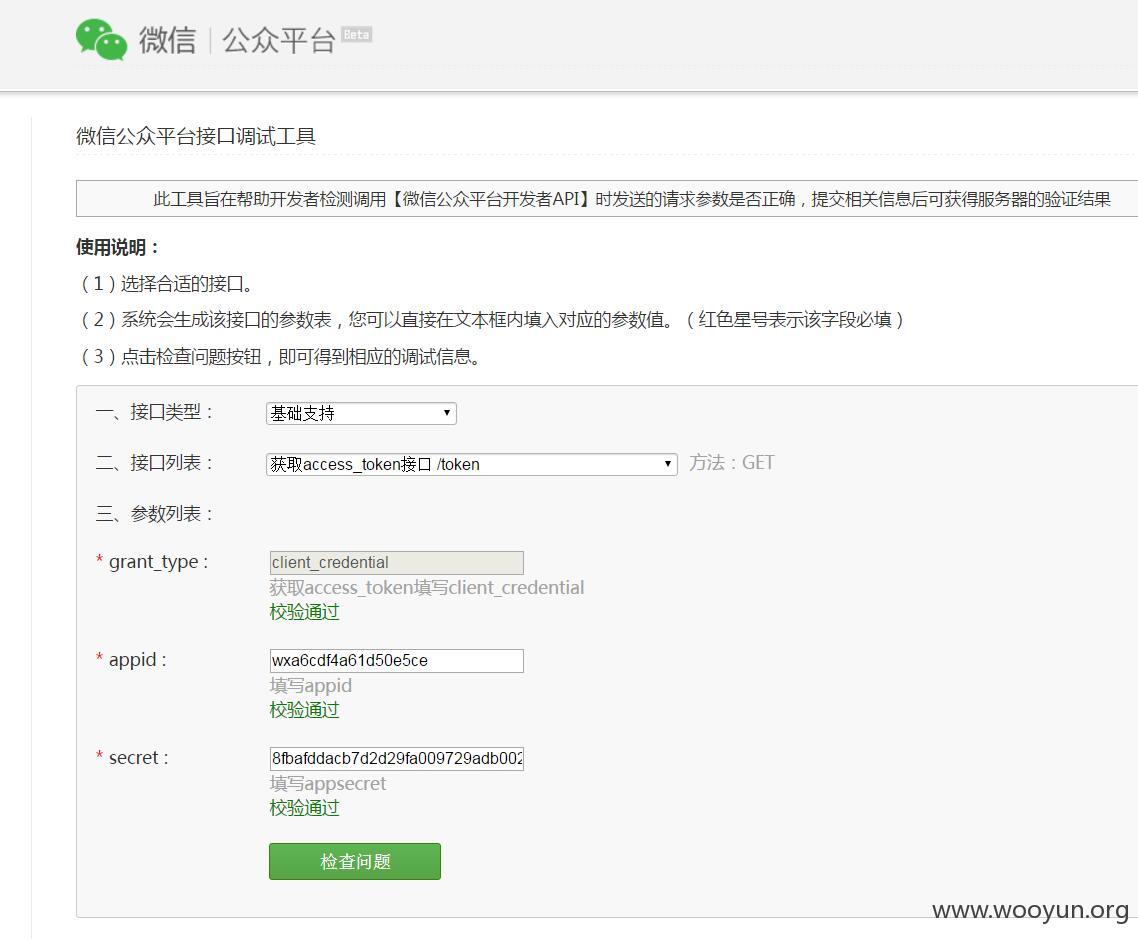 微信 公众平台 Beta
微信公众平台接口调试工具
此工具旨在帮助开发者检测调用【微信公众平台开发者API】时发送的请求参数是否正确，提交相关信息后可获得服务器的验证结果
使用说明：
（1）选择合适的接口。
（2）系统会生成该接口的参数表，您可以直接在文本框内填入对应的参数值。（红色星号表示该字段必填）
（3）点击检查问题按钮，即可得到相应的调试信息。
一、接口类型： 基础支持
二、接口列表： 获取access_token接口 /token 方法：GET
三、参数列表：
* grant_type : client_credential
获取access_token填写client_credential
校验通过
* appid : wxa6cdf4a61d50e5ce
填写appid
校验通过
* secret : 8fbafddacb7d2d29fa009729adb002
填写appsecret
校验通过
检查问题
www.wooyun.org